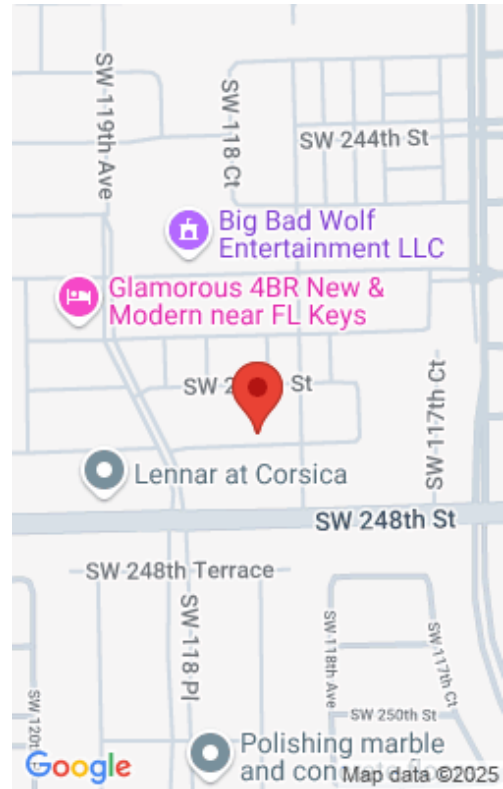 SW 119th Ave
SW 118 Ct
SW 244th St
Big Bad Wolf
Entertainment LLC
Glamorous 4BR New &
Modern near FL Keys
SW 2
St
SW 117th Ct
Lennar at Corsica
SW 248th St
SW 248th Terrace
SW 118 Pl
SW 118th Ave
SW 117th Ct
SW 120t
SW 250th St
Polishing marble
and con
Google
Map data ©2025